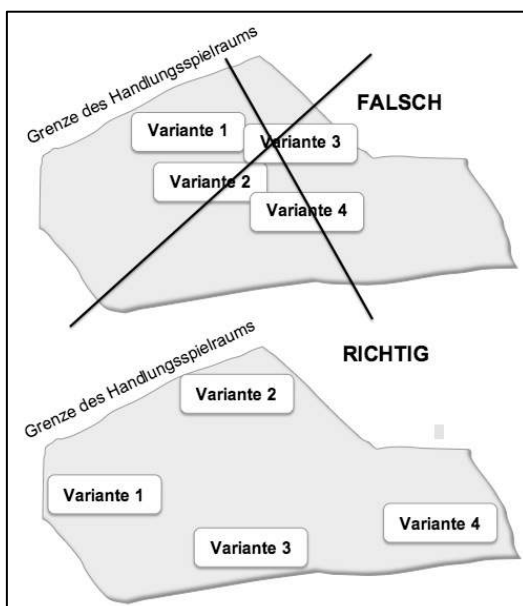 Grenze des Handlungsspielraums
FALSCH
Variante 1
Variante 3
Variante 2
Variante 4
RICHTIG
Grenze des Handlungsspielraums
Variante 2
Variante 1
Variante 4
Variante 3